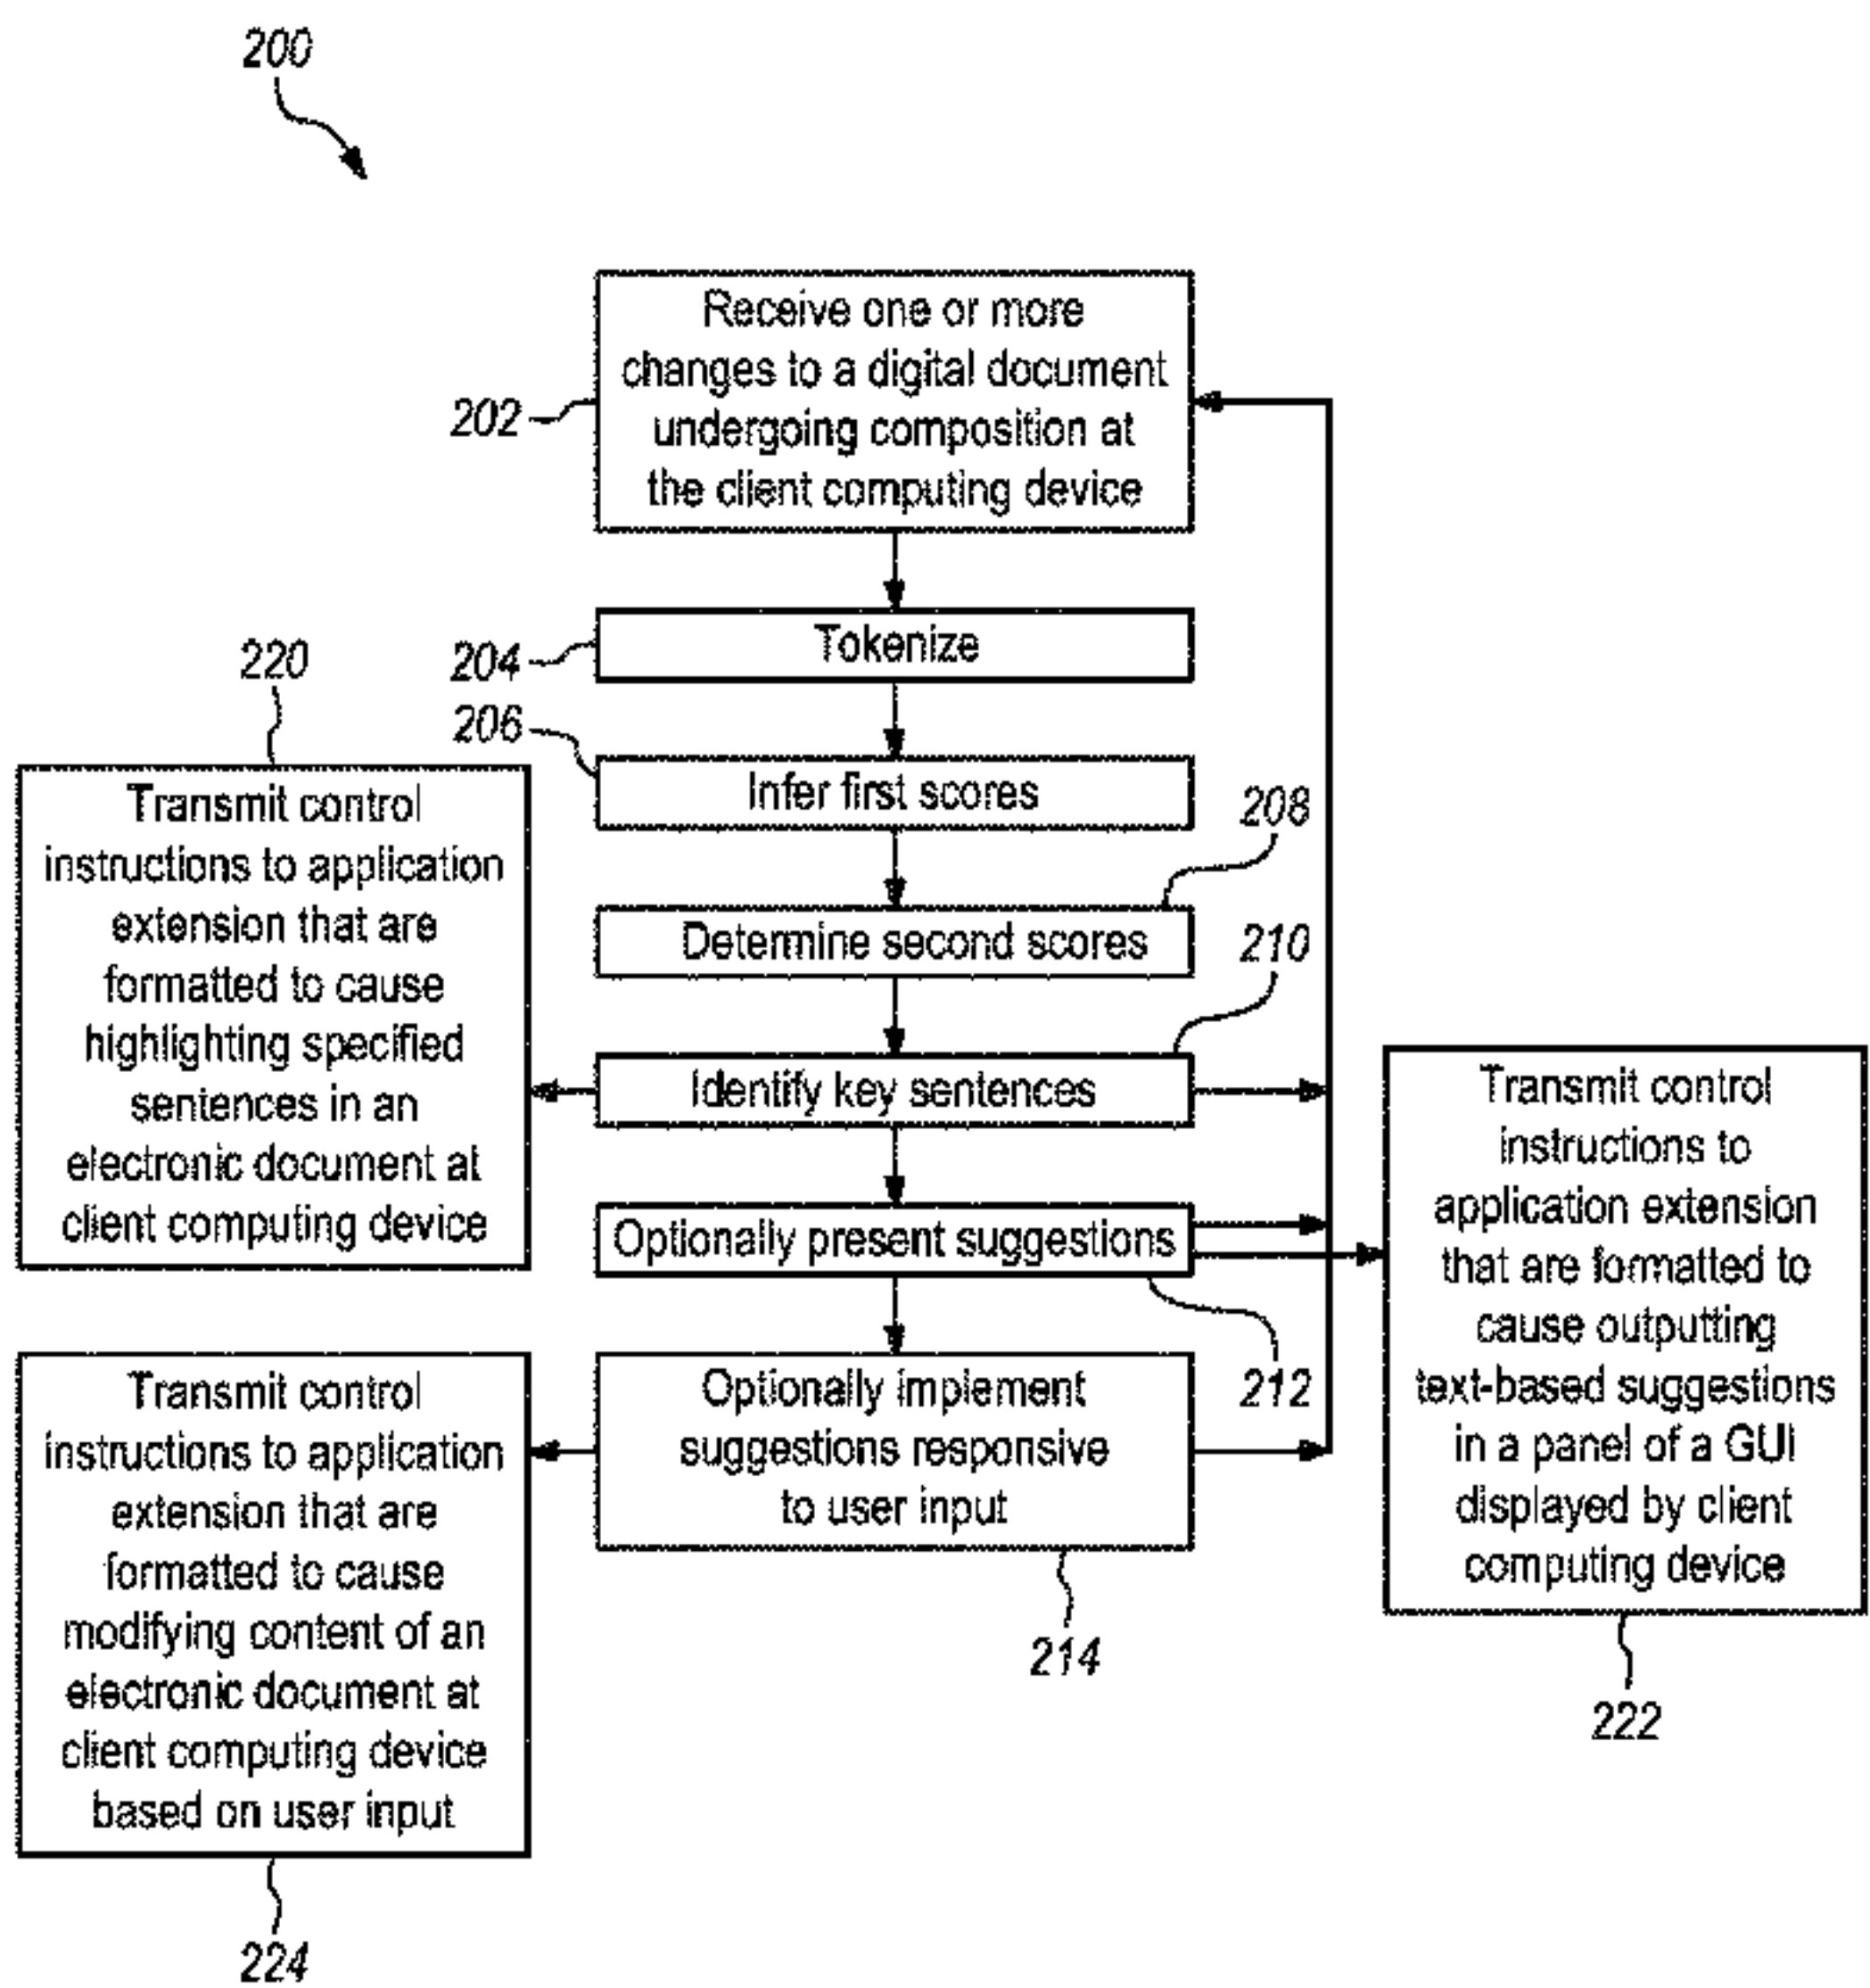 200
Receive one or more
changes to a digital document
undergoing composition at
the client computing device
202
Tokenize
204
220
206
Infer first scores
208
Determine second scores
210
Identify key sentences
Transmit control
instructions to application
extension that are
formatted to cause
highlighting specified
sentences in an
electronic document at
client computing device
Optionally present suggestions
212
Transmit control
instructions to
application extension
that are formatted to
cause outputting
text-based suggestions
in a panel of a GUI
displayed by client
computing device
222
Optionally implement
suggestions responsive
to user input
214
Transmit control
instructions to application
extension that are
formatted to cause
modifying content of an
electronic document at
client computing device
based on user input
224